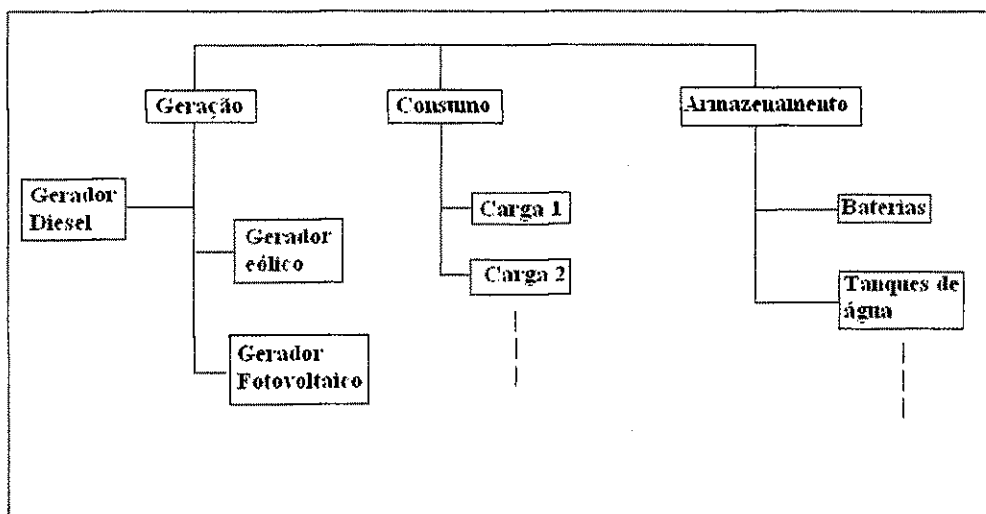 Geração
Consumo
Armazenamento
Gerador
Diesel
Gerador
eólico
Gerador
Fotovoltaico
Carga 1
Carga 2
Baterias
Tanques de
água